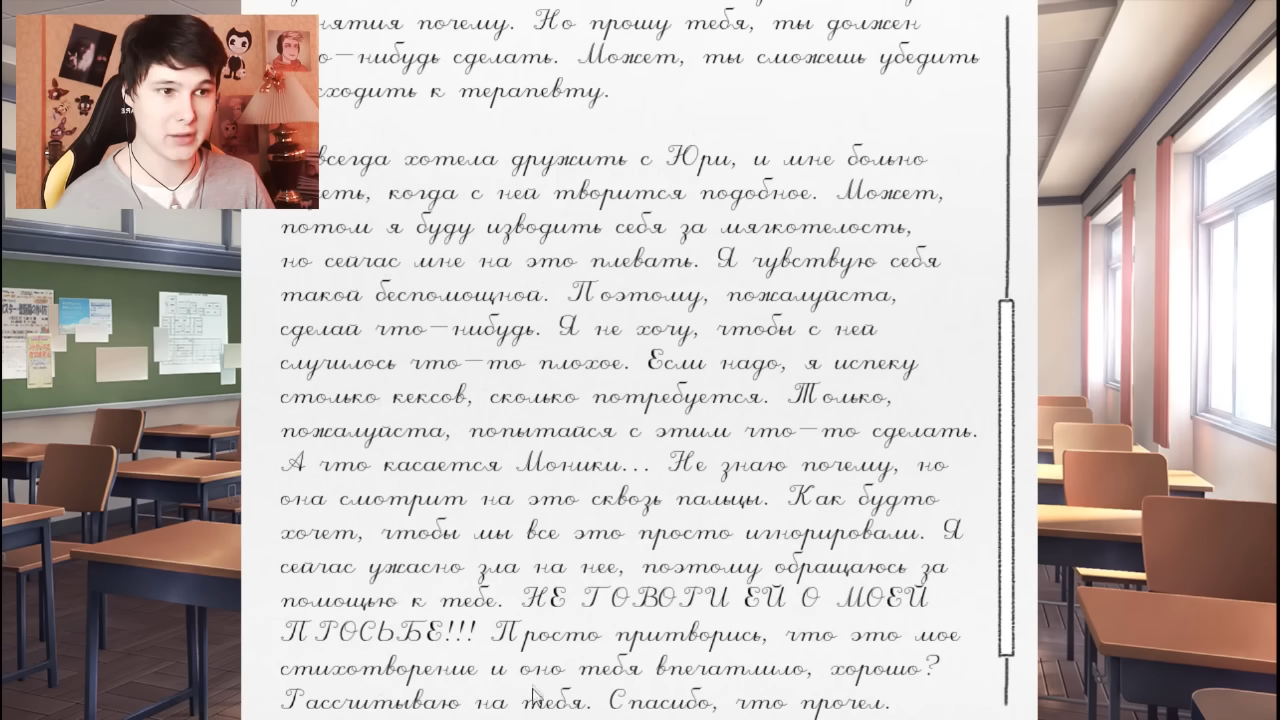 нятия почему. Но прошу тебя, ты должен
о-нибудь сделать. Может, ты сможешь убедить
сходить к терапевту.
всегда хотела дружить с Юри, и мне больно
еть, когда с ней творится подобное. Может,
потом я буду изводить себя за мягкотелость,
но сейчас мне на это плевать. Я чувствую себя
такой беспомощной. Поэтому, пожалуйста,
сделай что-нибудь. Я не хочу, чтобы с ней
случилось что-то плохое. Если надо, я испеку
столько кексов, сколько потребуется. Только,
пожалуйста, попытайся с этим что-то сделать.
А что касается Моники... Не знаю почему, но
она смотрит на это сквозь пальцы. Как будто
хочет, чтобы мы все это просто игнорировали. Я
сейчас ужасно зла на нее, поэтому обращаюсь за
помощью к тебе. НЕ ГОВОРИ ЕЙ О МОЕЙ
ПРОСЬБЕ!!! Просто притворись, что это мое
стихотворение и оно тебя впечатлило, хорошо?
Рассчитываю на тебя. Спасибо, что прочел.